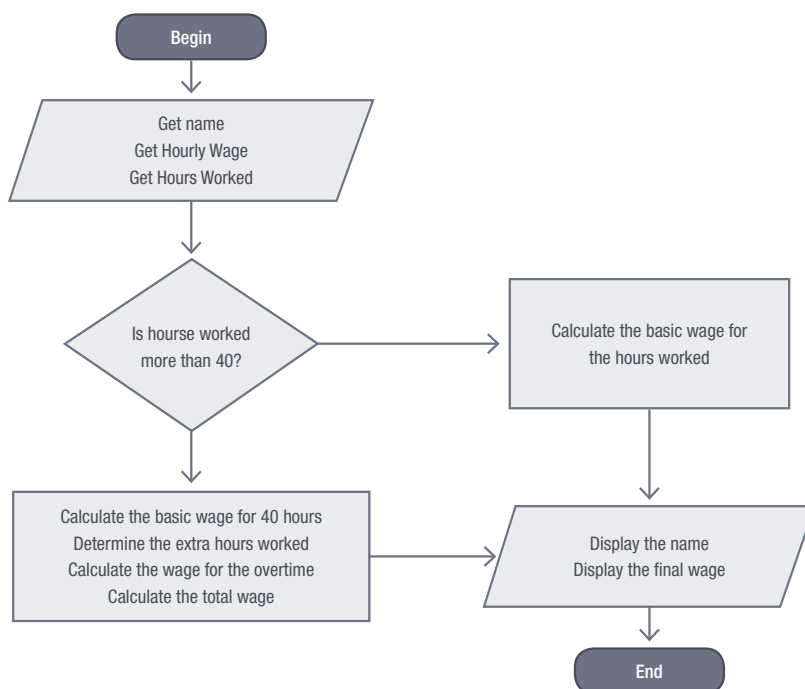 Begin
Get name
Get Hourly Wage
Get Hours Worked
Is hourse worked
more than 40?
Calculate the basic wage for
the hours worked
Calculate the basic wage for 40 hours
Determine the extra hours worked
Calculate the wage for the overtime
Calculate the total wage
Display the name
Display the final wage
End